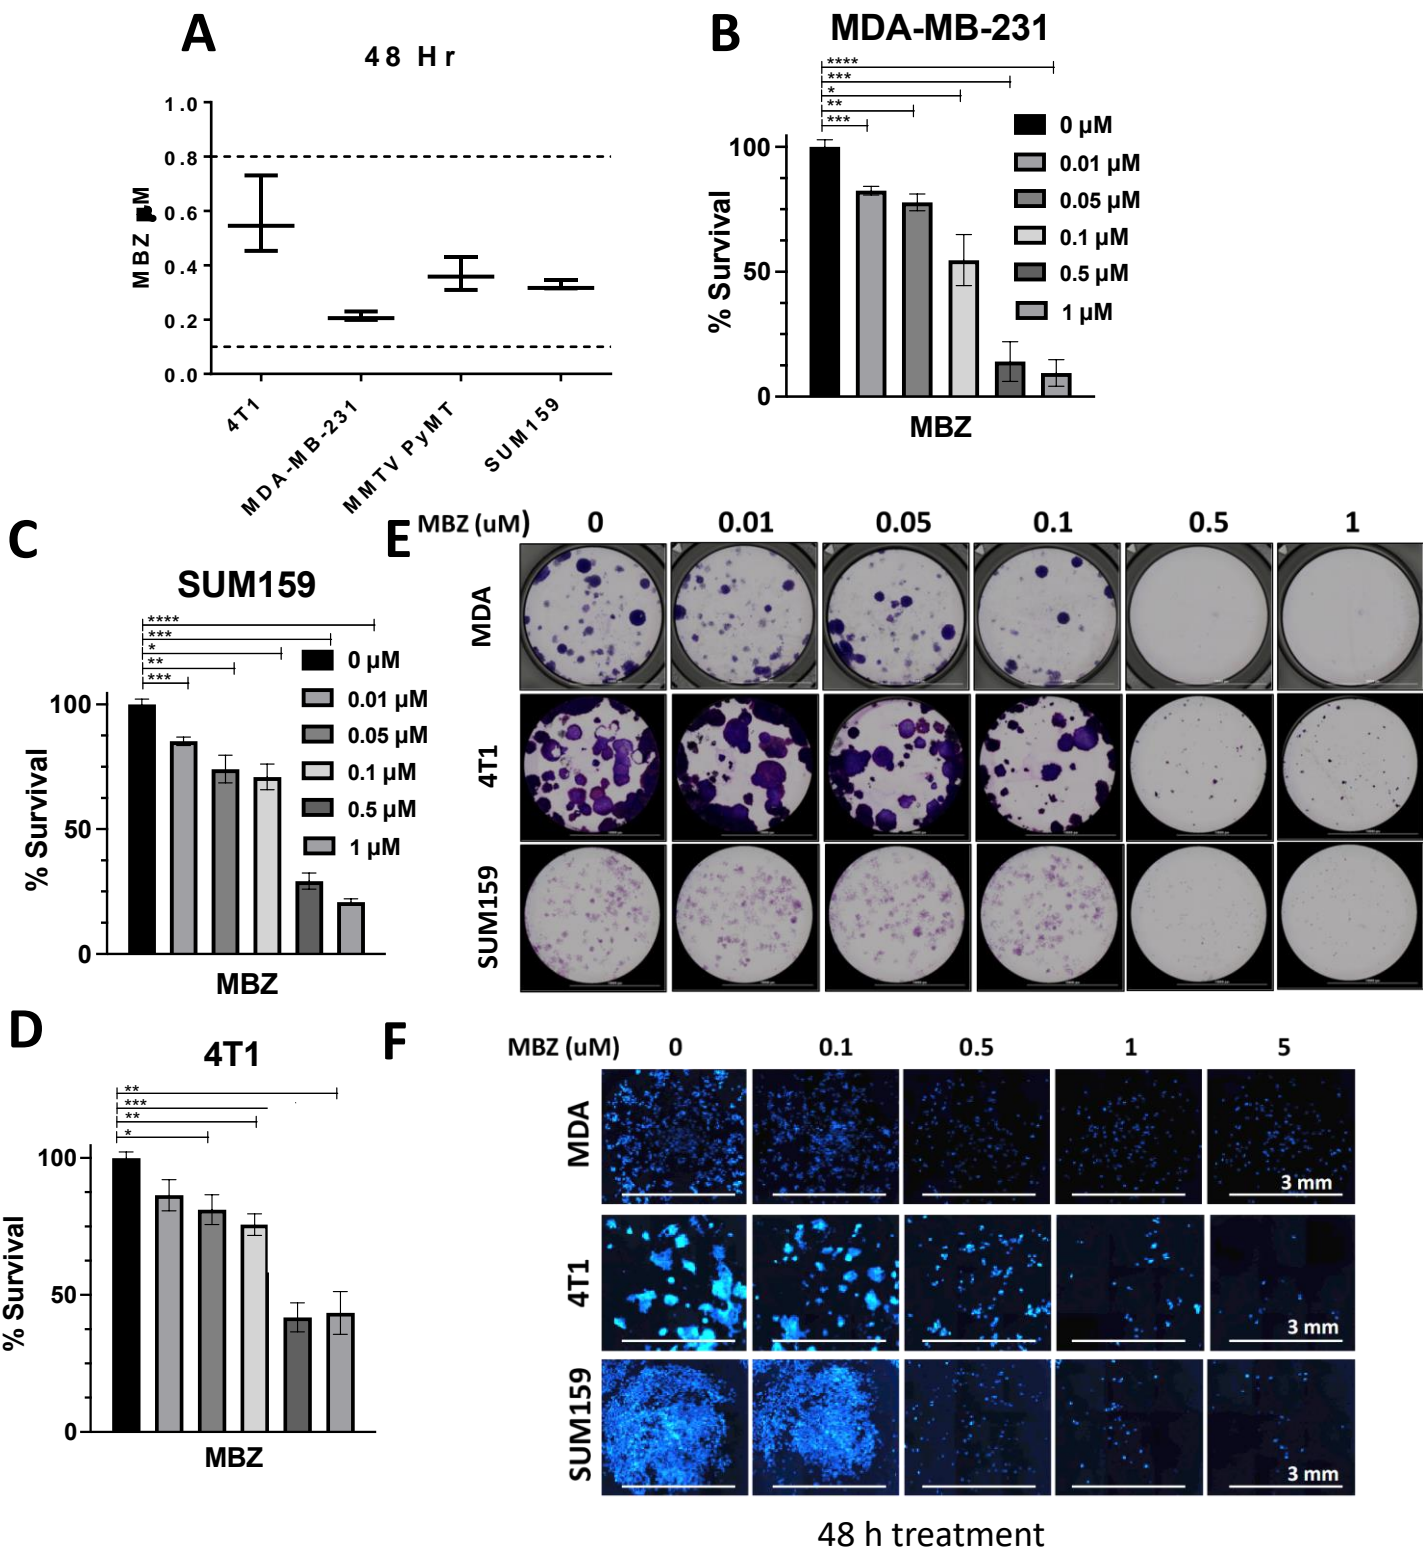 A
48 Hr
MBZ µM
1.0
0.8
0.6
0.4
0.2
0.0
4T1
MDA-MB-231
MMTV PyMT
SUM159
B
MDA-MB-231
****
***
*
**
***
% Survival
100
50
0
MBZ
0 µM
0.01 µM
0.05 µM
0.1 µM
0.5 µM
1 µM
C
SUM159
****
***
*
**
***
% Survival
100
50
0
MBZ
0 µM
0.01 µM
0.05 µM
0.1 µM
0.5 µM
1 µM
D
4T1
**
***
**
*
% Survival
100
50
0
MBZ
E
MBZ (uM) 0 0.01 0.05 0.1 0.5 1
MDA
4T1
SUM159
F
MBZ (uM) 0 0.1 0.5 1 5
MDA
3 mm
4T1
3 mm
SUM159
3 mm
48 h treatment